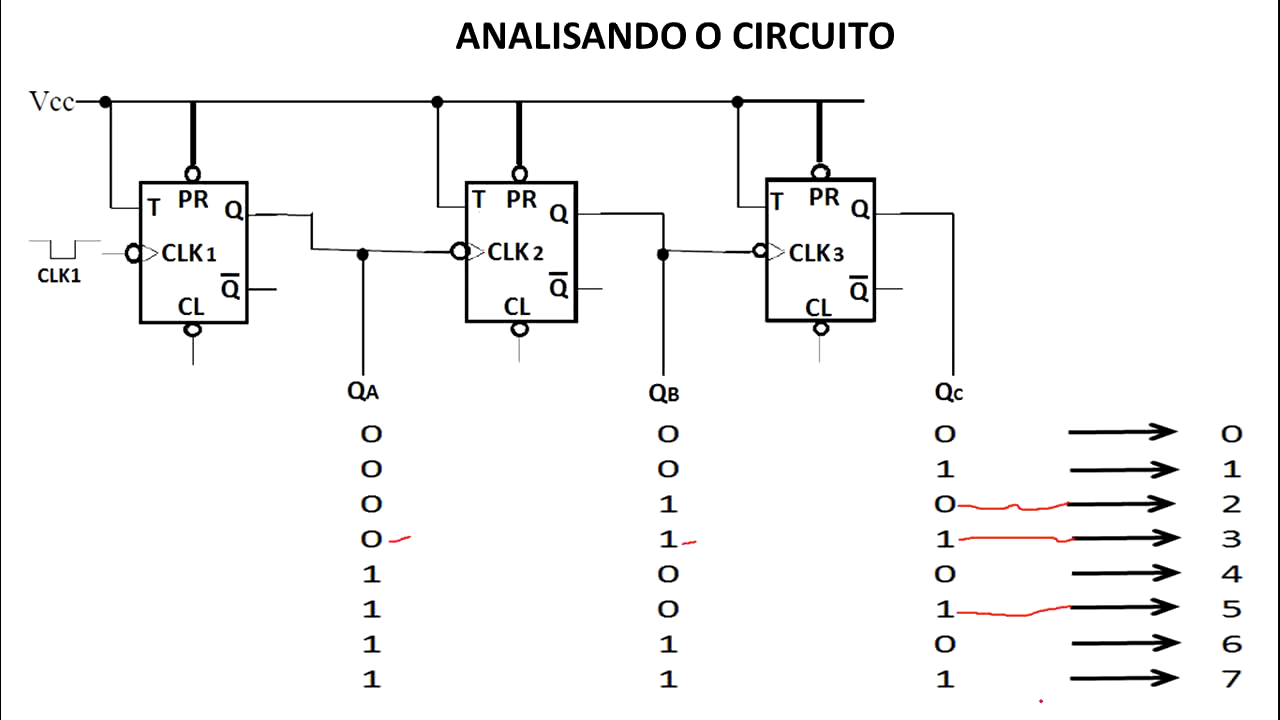 ANALISANDO O CIRCUITO
Vcc
T PR Q
CLK1
Q
CL
CLK1
T PR Q
CLK2
Q
CL
T PR Q
CLK3
Q
CL
QA QB QC
0 0 0 0
0 0 1 1
0 1 0 2
0 1 1 3
1 0 0 4
1 0 1 5
1 1 0 6
1 1 1 7